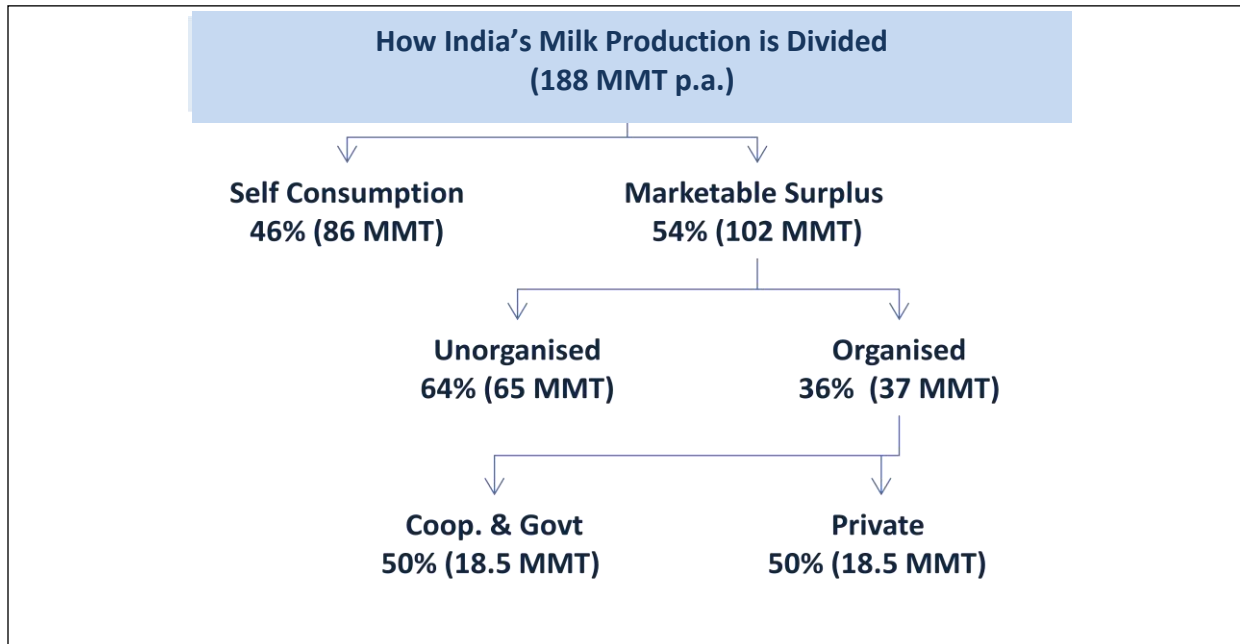 How India’s Milk Production is Divided
(188 MMT p.a.)
Self Consumption
46% (86 MMT)
Marketable Surplus
54% (102 MMT)
Unorganised
64% (65 MMT)
Organised
36%  (37 MMT)
Coop. & Govt
50% (18.5 MMT)
Private
50% (18.5 MMT)